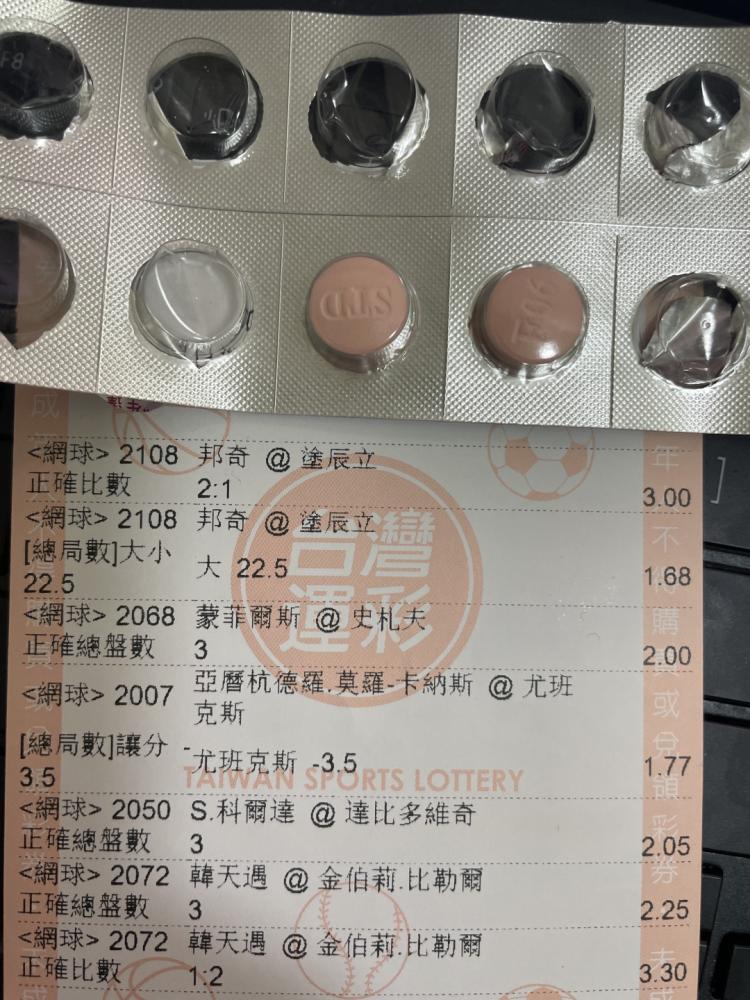 F8
STD
F06
<網球> 2108 邦奇 @ 塗辰立
正確比數 2:1 3.00
<網球> 2108 邦奇 @ 塗辰立
[總局數]大小 22.5 大 22.5 1.68
<網球> 2068 蒙菲爾斯 @ 史札夫
正確總盤數 3 2.00
<網球> 2007 亞曆杭德羅.莫羅-卡納斯 @ 尤班
克斯
[總局數]讓分 -
3.5 尤班克斯 -3.5 1.77
TAIWAN SPORTS LOTTERY
<網球> 2050 S.科爾達 @ 達比多維奇
正確總盤數 3 2.05
<網球> 2072 韓天遇 @ 金伯莉.比勒爾
正確總盤數 3 2.25
<網球> 2072 韓天遇 @ 金伯莉.比勒爾
正確比數 1:2 3.30
台灣
運彩